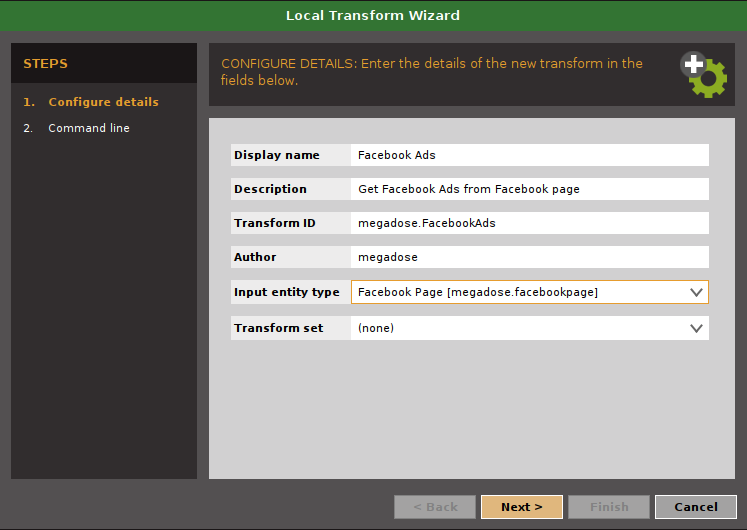 Local Transform Wizard
STEPS
1. Configure details
2. Command line
CONFIGURE DETAILS: Enter the details of the new transform in the
fields below.
Display name Facebook Ads
Description Get Facebook Ads from Facebook page
Transform ID megadose.FacebookAds
Author megadose
Input entity type Facebook Page [megadose.facebookpage]
Transform set (none)
< Back Next > Finish Cancel